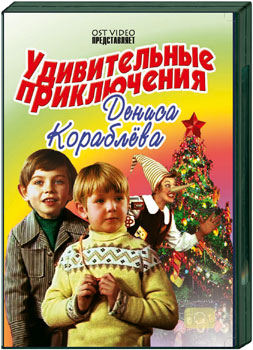 OST VIDEO
ПРЕДСТАВЛЯЕТ
Удивительные
приключения
Дениса
Кораблёва